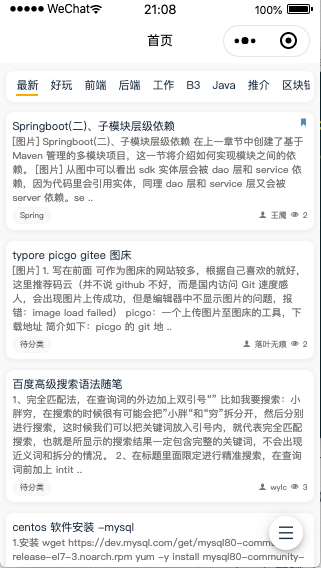 WeChat 21:08 100%
首页
最新 好玩 前端 后端 工作 B3 Java 推介 区块链
Springboot(二)、子模块层级依赖
[图片] Springboot(二)、子模块层级依赖 在上一章节中创建了基于
Maven 管理的多模块项目，这一节将介绍如何实现模块之间的依
赖。 [图片] 从图中可以看出 sdk 实体层会被 dao 层和 service 依
赖，因为代码里会引用实体，同理 dao 层和 service 层又会被
server 依赖。se ..
Spring 王魇 2
typore picgo gitee 图床
[图片] 1. 写在前面 可作为图床的网站较多，根据自己喜欢的就好，
这里推荐码云（并不说 github 不好，而是国内访问 Git 速度感
人，会出现图片上传成功，但是编辑器中不显示图片的问题，报
错：image load failed） picgo：一个上传图片至图床的工具，下
载地址 简介如下：picgo 的 git 地 ..
待分类 落叶无痕 2
百度高级搜索语法随笔
1、完全匹配法，在查询词的外边加上双引号“” 比如我要搜索：小
胖穷，在搜索的时候很有可能会把”小胖“和“穷”拆分开，然后分别
进行搜索，这时候我们可以把关键词放入引号内，就代表完全匹配
搜索，也就是所显示的搜索结果一定包含完整的关键词，不会出现
近义词和拆分的情况。 2、在标题里面限定进行精准搜索，在查询
词前加上 intit ..
待分类 wylc 3
centos 软件安装 -mysql
1.安装 wget https://dev.mysql.com/get/mysql80-community-
release-el7-3.noarch.rpm yum -y install mysql80-community-